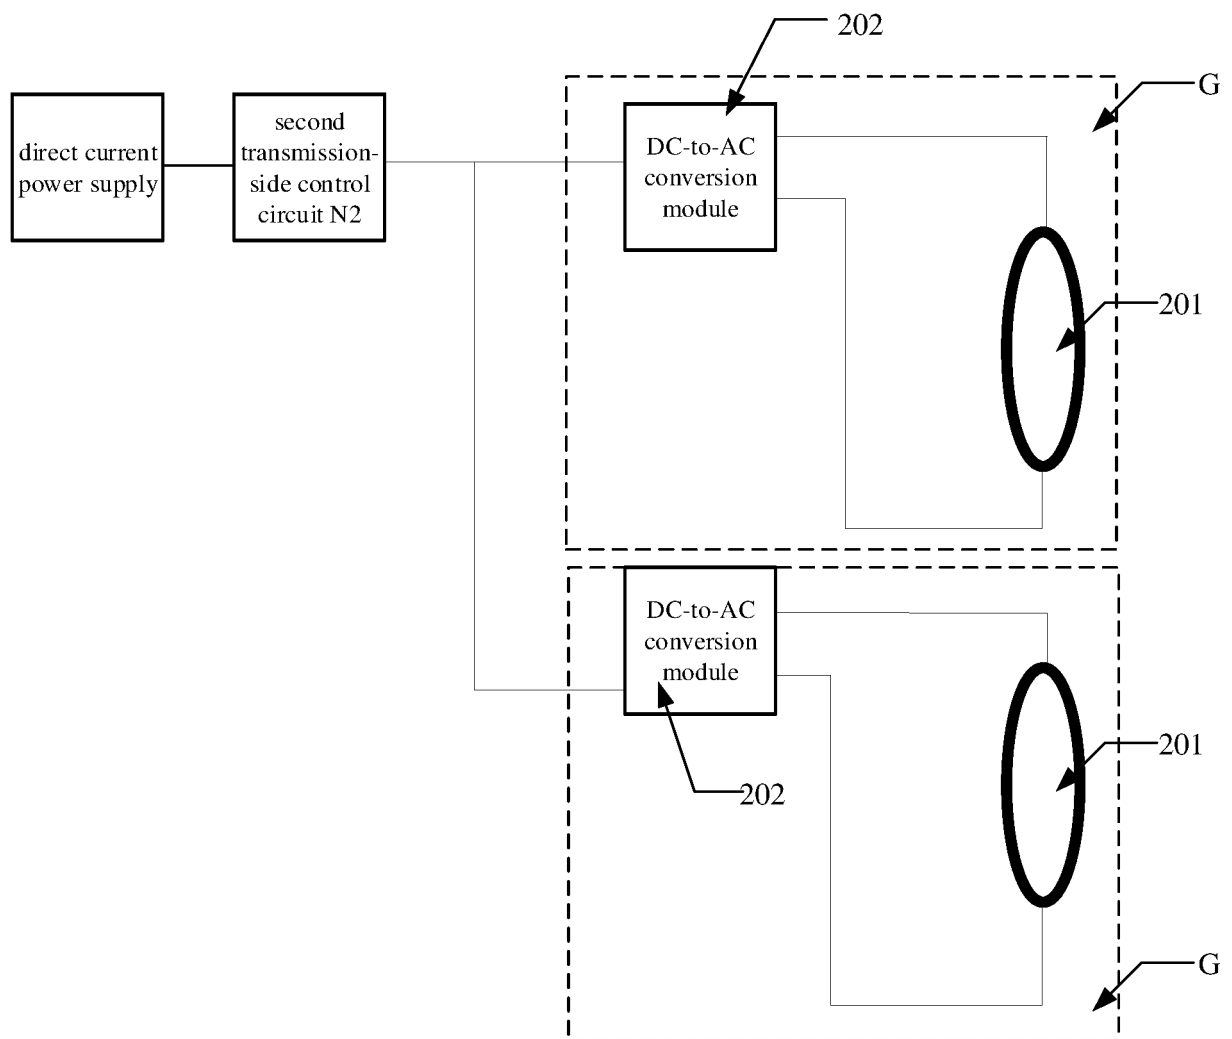 202
G
direct current
power supply
second
transmission-
side control
circuit N2
DC-to-AC
conversion
module
201
DC-to-AC
conversion
module
201
202
G